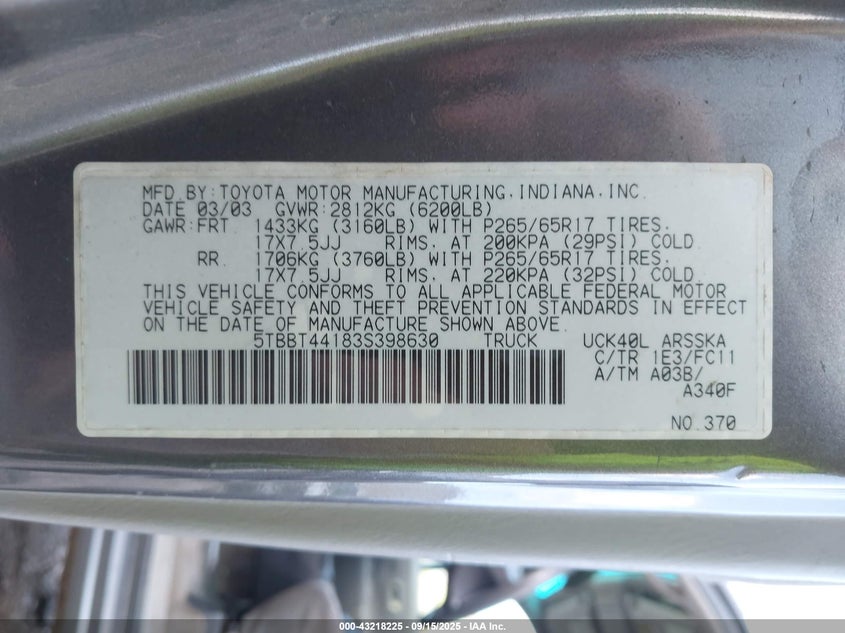 MFD.BY:TOYOTA MOTOR MANUFACTURING,INDIANA,INC.
DATE 03/03 GVWR:2812KG (6200LB)
GAWR:FRT 1433KG (3160LB) WITH P265/65R17 TIRES.
17X7.5JJ RIMS. AT 200KPA (29PSI) COLD.
RR. 1706KG (3760LB) WITH P265/65R17 TIRES.
17X7.5JJ RIMS. AT 220KPA (32PSI) COLD.
THIS VEHICLE CONFORMS TO ALL APPLICABLE FEDERAL MOTOR
VEHICLE SAFETY AND THEFT PREVENTION STANDARDS IN EFFECT
ON THE DATE OF MANUFACTURE SHOWN ABOVE.
5TBBT44183S398630 TRUCK UCK40L ARSSKA
C/TR 1E3/FC11
A/TM A03B/
A340F
NO.370
000-43218225 - 09/15/2025 - IAA Inc.